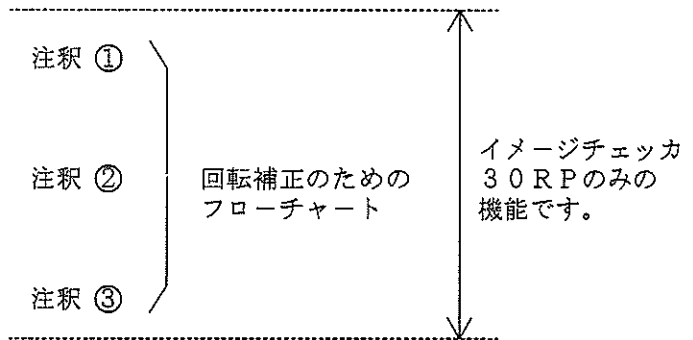 注釈 ①
注釈 ②
注釈 ③
回転補正のための
フローチャート
イメージチェッカ
３０ＲＰのみの
機能です。